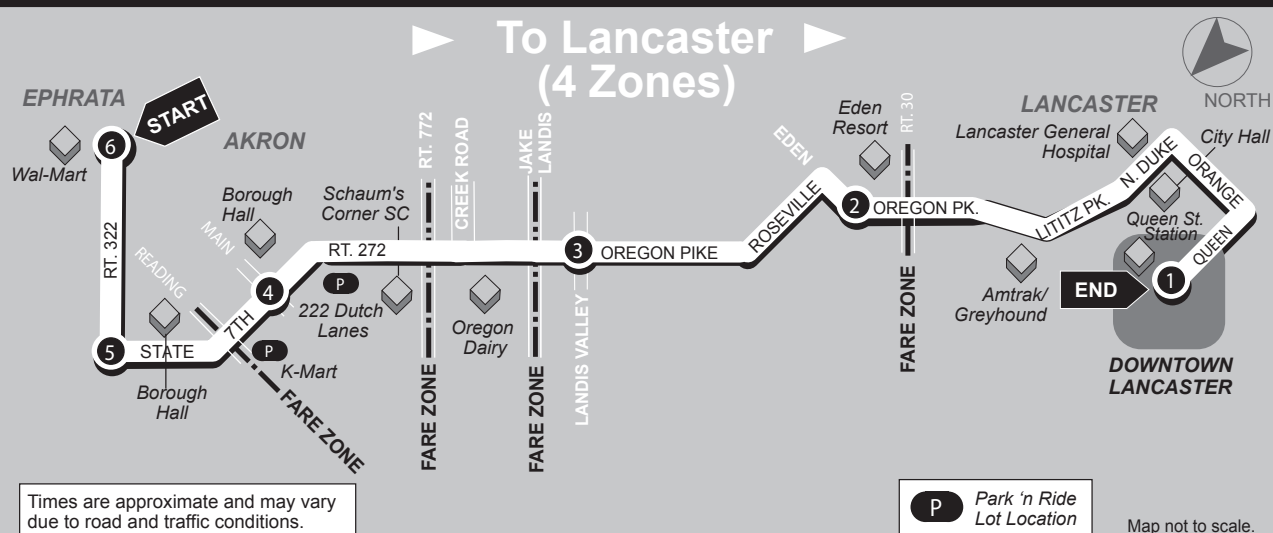 To Lancaster
(4 Zones)
NORTH
EPHRATA
START
6
Wal-Mart
AKRON
RT. 322
5
STATE
Borough
Hall
READING
MAIN
Borough
Hall
7TH
4
P
K-Mart
FARE ZONE
P
222 Dutch
Lanes
Schaum's
Corner SC
RT. 272
RT. 772
FARE ZONE
CREEK ROAD
Oregon
Dairy
JAKE
LANDIS
FARE ZONE
3
LANDIS VALLEY
OREGON PIKE
ROSEVILLE
EDEN
Eden
Resort
2
OREGON PK.
RT. 30
FARE ZONE
LITITZ PK.
Amtrak/
Greyhound
LANCASTER
Lancaster General
Hospital
N. DUKE
City Hall
ORANGE
Queen St.
Station
QUEEN
1
END
DOWNTOWN
LANCASTER
Times are approximate and may vary
due to road and traffic conditions.
P
Park ‘n Ride
Lot Location
Map not to scale.